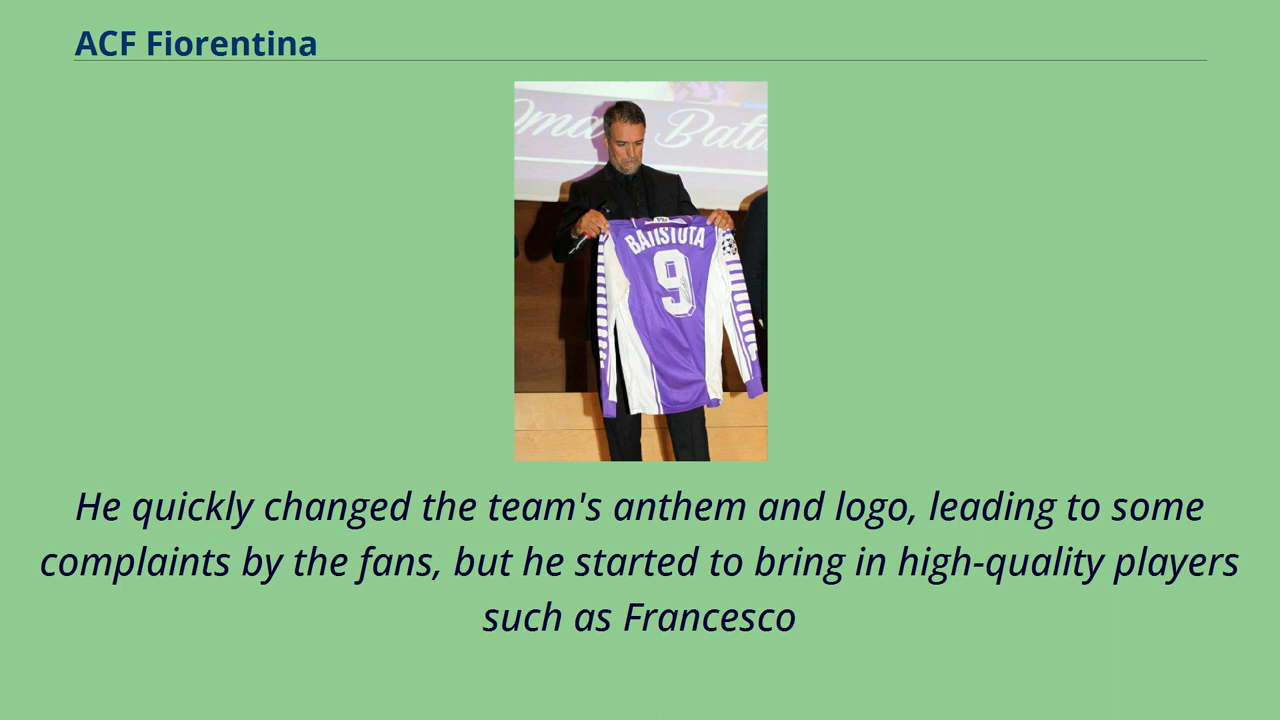 ACF Fiorentina
BATISTUTA
9
He quickly changed the team's anthem and logo, leading to some
complaints by the fans, but he started to bring in high-quality players
such as Francesco